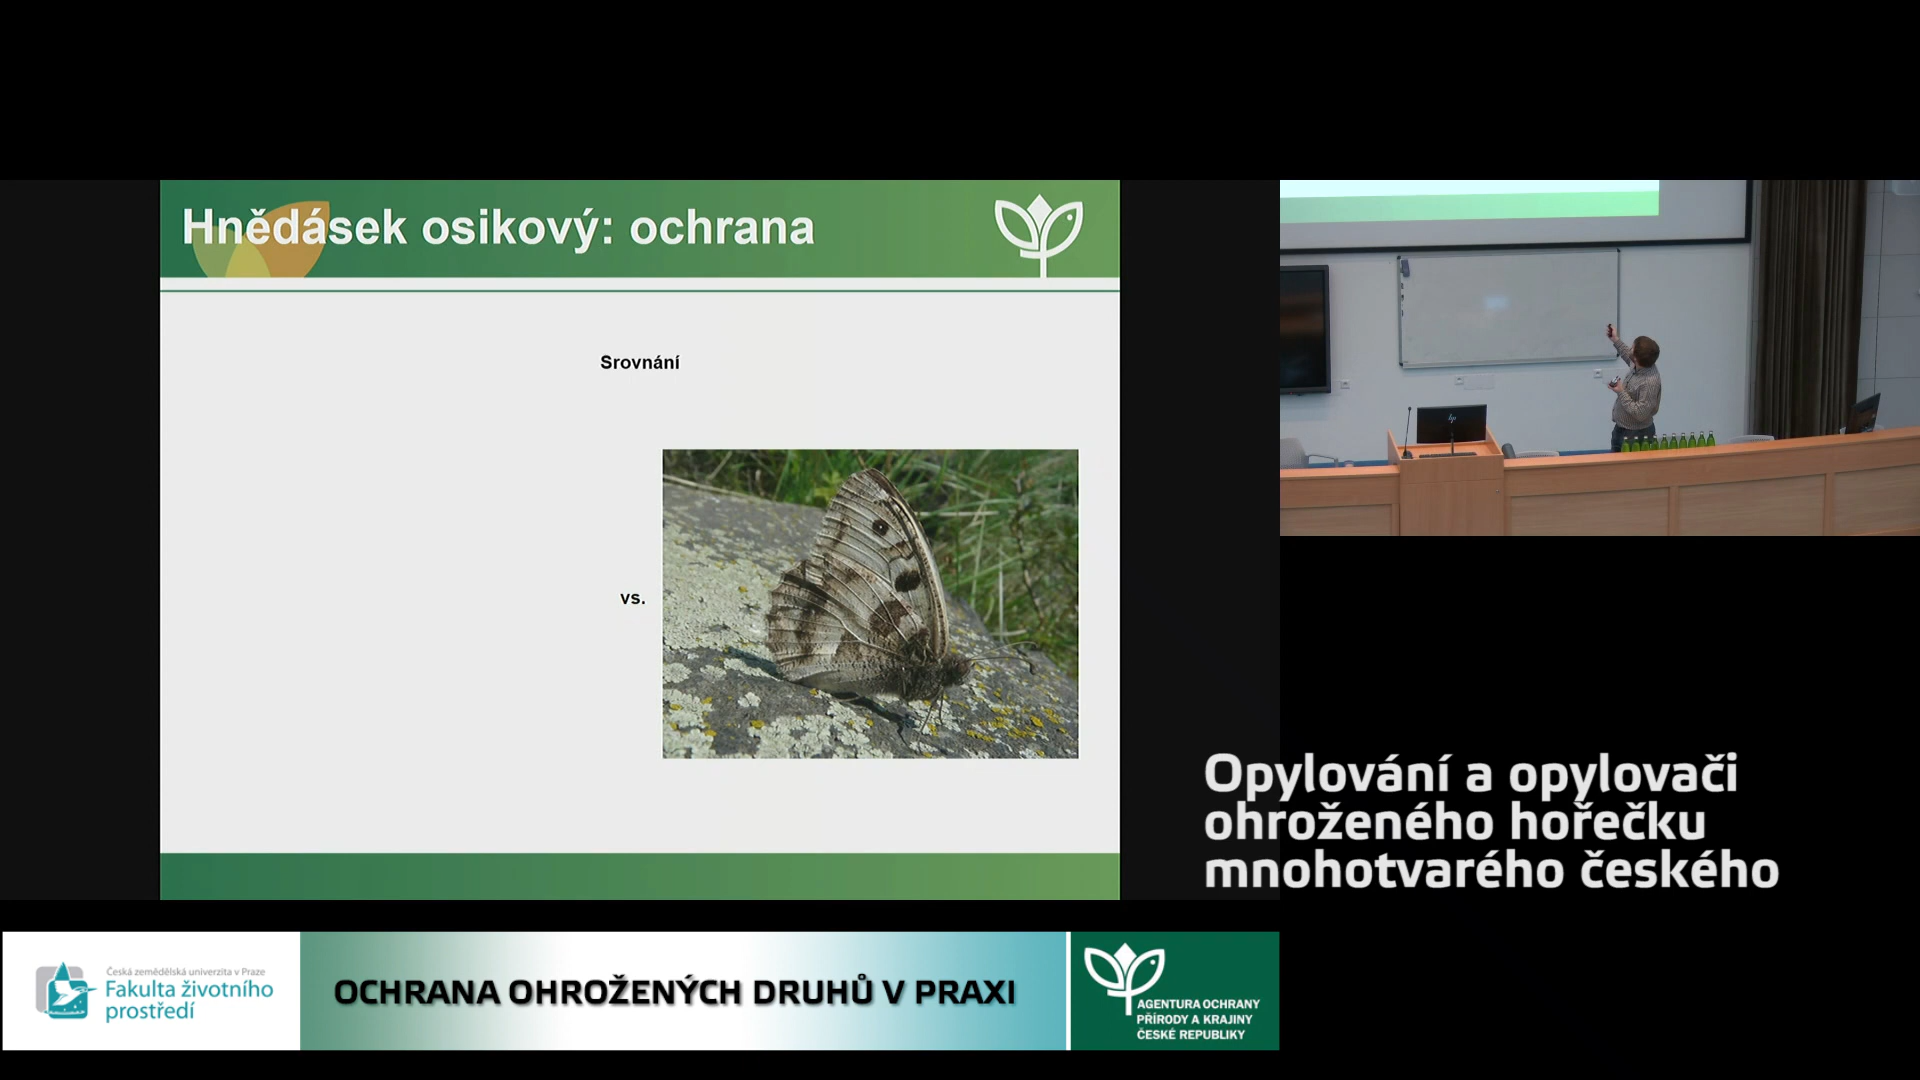 Hnědásek osikový: ochrana
Srovnání
vs.
Opylování a opylovači
ohroženého hořečku
mnohotvarého českého
Česká zemědělská univerzita v Praze
Fakulta životního
prostředí
OCHRANA OHROŽENÝCH DRUHŮ V PRAXI
AGENTURA OCHRANY
PŘÍRODY A KRAJINY
ČESKÉ REPUBLIKY
hp